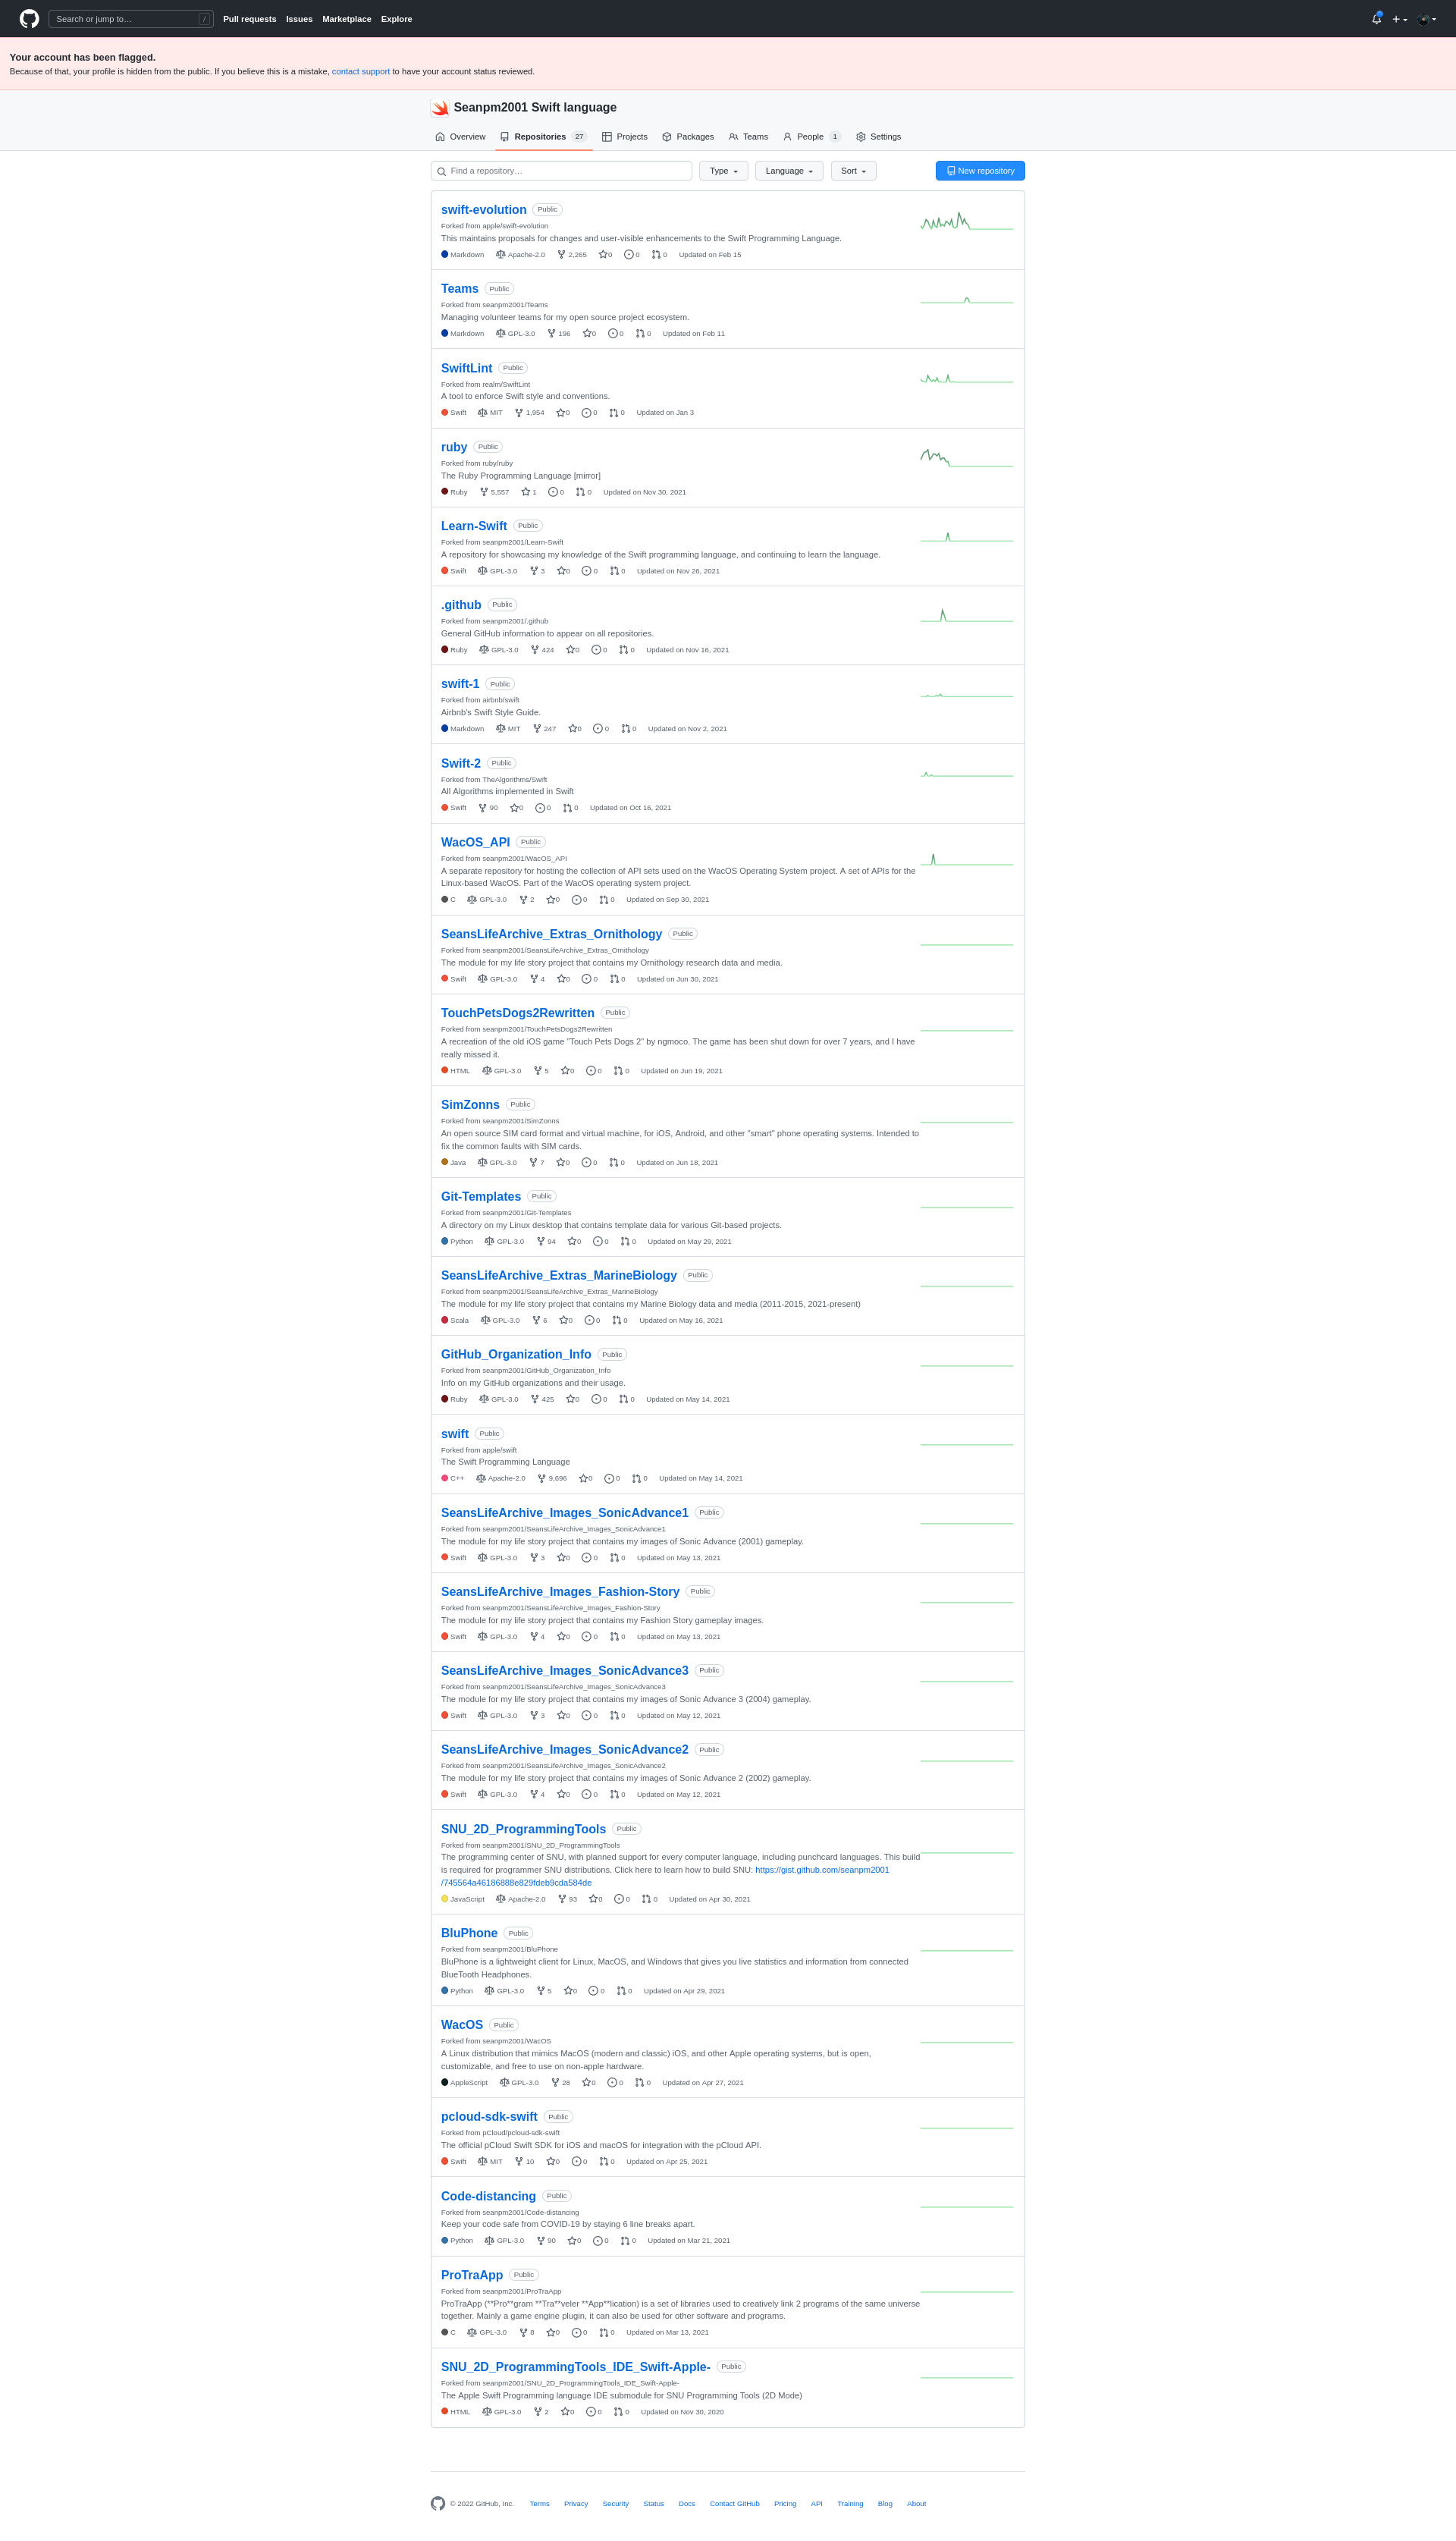 Search or jump to… / Pull requests Issues Marketplace Explore
Your account has been flagged.
Because of that, your profile is hidden from the public. If you believe this is a mistake, contact support to have your account status reviewed.
Seanpm2001 Swift language
Overview Repositories 27 Projects Packages Teams People 1 Settings
Find a repository… Type Language Sort New repository
swift-evolution Public
Forked from apple/swift-evolution
This maintains proposals for changes and user-visible enhancements to the Swift Programming Language.
Markdown Apache-2.0 2,265 0 0 0 Updated on Feb 15
Teams Public
Forked from seanpm2001/Teams
Managing volunteer teams for my open source project ecosystem.
Markdown GPL-3.0 196 0 0 0 Updated on Feb 11
SwiftLint Public
Forked from realm/SwiftLint
A tool to enforce Swift style and conventions.
Swift MIT 1,954 0 0 0 Updated on Jan 3
ruby Public
Forked from ruby/ruby
The Ruby Programming Language [mirror]
Ruby 5,557 1 0 0 Updated on Nov 30, 2021
Learn-Swift Public
Forked from seanpm2001/Learn-Swift
A repository for showcasing my knowledge of the Swift programming language, and continuing to learn the language.
Swift GPL-3.0 3 0 0 0 Updated on Nov 26, 2021
.github Public
Forked from seanpm2001/.github
General GitHub information to appear on all repositories.
Ruby GPL-3.0 424 0 0 0 Updated on Nov 16, 2021
swift-1 Public
Forked from airbnb/swift
Airbnb's Swift Style Guide.
Markdown MIT 247 0 0 0 Updated on Nov 2, 2021
Swift-2 Public
Forked from TheAlgorithms/Swift
All Algorithms implemented in Swift
Swift 90 0 0 0 Updated on Oct 16, 2021
WacOS_API Public
Forked from seanpm2001/WacOS_API
A separate repository for hosting the collection of API sets used on the WacOS Operating System project. A set of APIs for the
Linux-based WacOS. Part of the WacOS operating system project.
C GPL-3.0 2 0 0 0 Updated on Sep 30, 2021
SeansLifeArchive_Extras_Ornithology Public
Forked from seanpm2001/SeansLifeArchive_Extras_Ornithology
The module for my life story project that contains my Ornithology research data and media.
Swift GPL-3.0 4 0 0 0 Updated on Jun 30, 2021
TouchPetsDogs2Rewritten Public
Forked from seanpm2001/TouchPetsDogs2Rewritten
A recreation of the old iOS game "Touch Pets Dogs 2" by ngmoco. The game has been shut down for over 7 years, and I have
really missed it.
HTML GPL-3.0 5 0 0 0 Updated on Jun 19, 2021
SimZonns Public
Forked from seanpm2001/SimZonns
An open source SIM card format and virtual machine, for iOS, Android, and other "smart" phone operating systems. Intended to
fix the common faults with SIM cards.
Java GPL-3.0 7 0 0 0 Updated on Jun 18, 2021
Git-Templates Public
Forked from seanpm2001/Git-Templates
A directory on my Linux desktop that contains template data for various Git-based projects.
Python GPL-3.0 94 0 0 0 Updated on May 29, 2021
SeansLifeArchive_Extras_MarineBiology Public
Forked from seanpm2001/SeansLifeArchive_Extras_MarineBiology
The module for my life story project that contains my Marine Biology data and media (2011-2015, 2021-present)
Scala GPL-3.0 6 0 0 0 Updated on May 16, 2021
GitHub_Organization_Info Public
Forked from seanpm2001/GitHub_Organization_Info
Info on my GitHub organizations and their usage.
Ruby GPL-3.0 425 0 0 0 Updated on May 14, 2021
swift Public
Forked from apple/swift
The Swift Programming Language
C++ Apache-2.0 9,696 0 0 0 Updated on May 14, 2021
SeansLifeArchive_Images_SonicAdvance1 Public
Forked from seanpm2001/SeansLifeArchive_Images_SonicAdvance1
The module for my life story project that contains my images of Sonic Advance (2001) gameplay.
Swift GPL-3.0 3 0 0 0 Updated on May 13, 2021
SeansLifeArchive_Images_Fashion-Story Public
Forked from seanpm2001/SeansLifeArchive_Images_Fashion-Story
The module for my life story project that contains my Fashion Story gameplay images.
Swift GPL-3.0 4 0 0 0 Updated on May 13, 2021
SeansLifeArchive_Images_SonicAdvance3 Public
Forked from seanpm2001/SeansLifeArchive_Images_SonicAdvance3
The module for my life story project that contains my images of Sonic Advance 3 (2004) gameplay.
Swift GPL-3.0 3 0 0 0 Updated on May 12, 2021
SeansLifeArchive_Images_SonicAdvance2 Public
Forked from seanpm2001/SeansLifeArchive_Images_SonicAdvance2
The module for my life story project that contains my images of Sonic Advance 2 (2002) gameplay.
Swift GPL-3.0 4 0 0 0 Updated on May 12, 2021
SNU_2D_ProgrammingTools Public
Forked from seanpm2001/SNU_2D_ProgrammingTools
The programming center of SNU, with planned support for every computer language, including punchcard languages. This build
is required for programmer SNU distributions. Click here to learn how to build SNU: https://gist.github.com/seanpm2001
/745564a46186888e829fdeb9cda584de
JavaScript Apache-2.0 93 0 0 0 Updated on Apr 30, 2021
BluPhone Public
Forked from seanpm2001/BluPhone
BluPhone is a lightweight client for Linux, MacOS, and Windows that gives you live statistics and information from connected
BlueTooth Headphones.
Python GPL-3.0 5 0 0 0 Updated on Apr 29, 2021
WacOS Public
Forked from seanpm2001/WacOS
A Linux distribution that mimics MacOS (modern and classic) iOS, and other Apple operating systems, but is open,
customizable, and free to use on non-apple hardware.
AppleScript GPL-3.0 28 0 0 0 Updated on Apr 27, 2021
pcloud-sdk-swift Public
Forked from pCloud/pcloud-sdk-swift
The official pCloud Swift SDK for iOS and macOS for integration with the pCloud API.
Swift MIT 10 0 0 0 Updated on Apr 25, 2021
Code-distancing Public
Forked from seanpm2001/Code-distancing
Keep your code safe from COVID-19 by staying 6 line breaks apart.
Python GPL-3.0 90 0 0 0 Updated on Mar 21, 2021
ProTraApp Public
Forked from seanpm2001/ProTraApp
ProTraApp (**Pro**gram **Tra**veler **App**lication) is a set of libraries used to creatively link 2 programs of the same universe
together. Mainly a game engine plugin, it can also be used for other software and programs.
C GPL-3.0 8 0 0 0 Updated on Mar 13, 2021
SNU_2D_ProgrammingTools_IDE_Swift-Apple- Public
Forked from seanpm2001/SNU_2D_ProgrammingTools_IDE_Swift-Apple-
The Apple Swift Programming language IDE submodule for SNU Programming Tools (2D Mode)
HTML GPL-3.0 2 0 0 0 Updated on Nov 30, 2020
© 2022 GitHub, Inc. Terms Privacy Security Status Docs Contact GitHub Pricing API Training Blog About